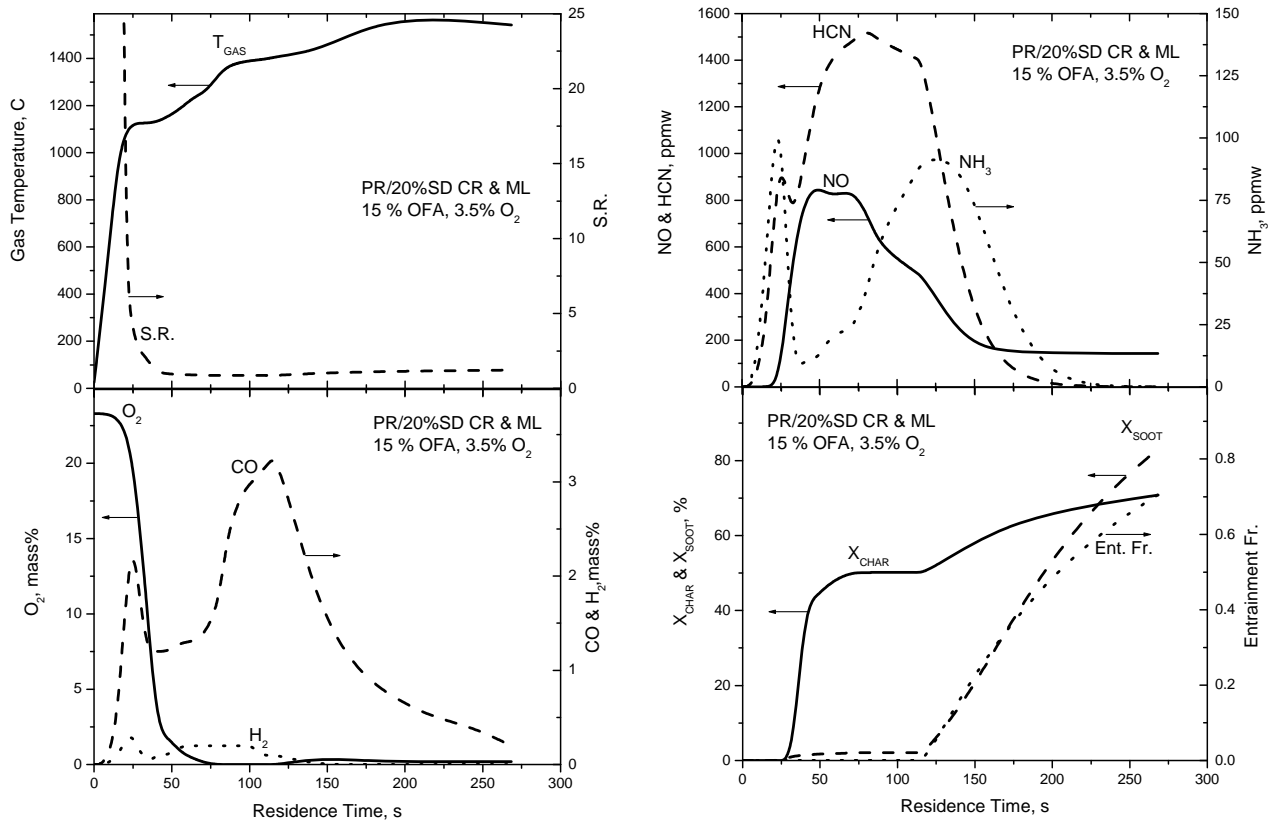 1400
1200
1000
800
600
400
200
0
Gas Temperature, C
25
20
15
10
5
0
S.R.
T_GAS
S.R.
PR/20%SD CR & ML
15 % OFA, 3.5% O₂
1600
1400
1200
1000
800
600
400
200
0
NO & HCN, ppmw
150
125
100
75
50
25
0
NH₃, ppmw
HCN
NO
NH₃
PR/20%SD CR & ML
15 % OFA, 3.5% O₂
20
15
10
5
0
O₂, mass%
3
2
1
0
CO & H₂,mass%
O₂
CO
H₂
PR/20%SD CR & ML
15 % OFA, 3.5% O₂
0 50 100 150 200 250 300
Residence Time, s
80
60
40
20
0
X_CHAR & X_SOOT, %
0.8
0.6
0.4
0.2
0.0
Entrainment Fr.
PR/20%SD CR & ML
15 % OFA, 3.5% O₂
X_SOOT
X_CHAR
Ent. Fr.
0 50 100 150 200 250 300
Residence Time, s